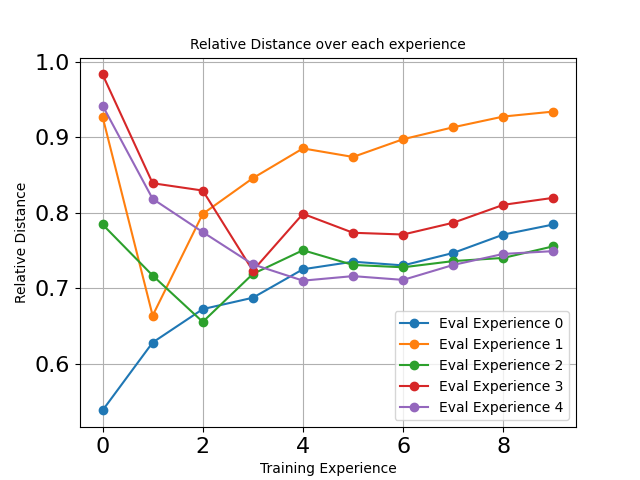 Relative Distance over each experience
Relative Distance
1.0
0.9
0.8
0.7
0.6
0
2
4
6
8
Training Experience
Eval Experience 0
Eval Experience 1
Eval Experience 2
Eval Experience 3
Eval Experience 4